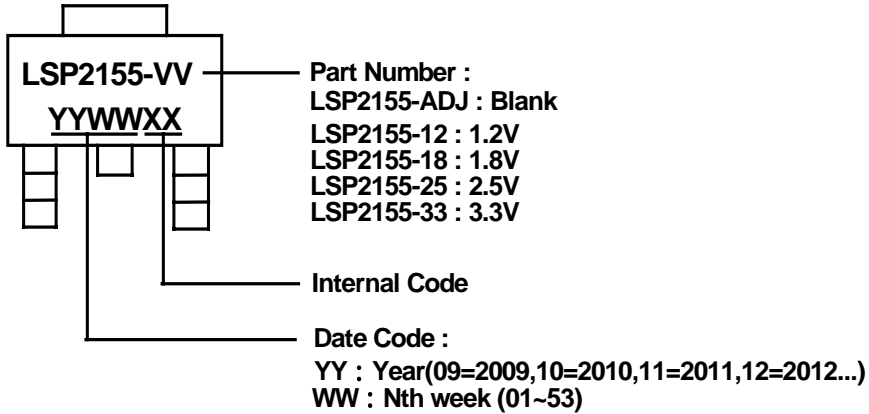 LSP2155-VV
YYWWXX
Part Number :
LSP2155-ADJ : Blank
LSP2155-12 : 1.2V
LSP2155-18 : 1.8V
LSP2155-25 : 2.5V
LSP2155-33 : 3.3V
Internal Code
Date Code :
YY : Year(09=2009,10=2010,11=2011,12=2012...)
WW : Nth week (01~53)